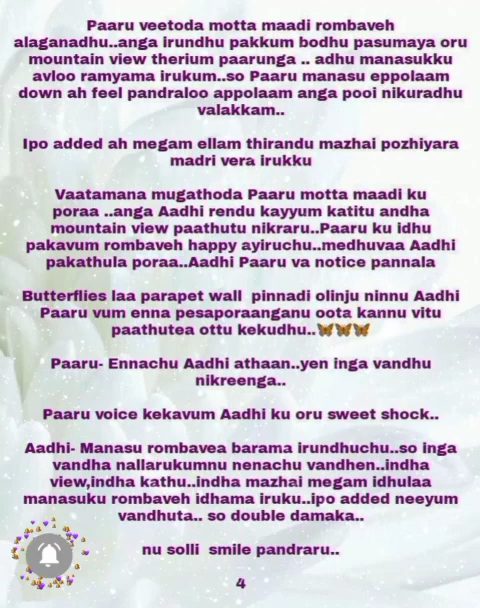 Paaru veetoda motta maadi rombaveh
alaganadhu..anga irundhu pakkum bodhu pasumaya oru
mountain view therium paarunga .. adhu manasukku
avloo ramyama irukum..so Paaru manasu eppolaam
down ah feel pandraloo appolaam anga pooi nikuradhu
valakkam..
Ipo added ah megam ellam thirandu mazhai pozhiyara
madri vera irukku
Vaatamana mugathoda Paaru motta maadi ku
poraa ..anga Aadhi rendu kayyum katitu andha
mountain view paathutu nikraru..Paaru ku idhu
pakavum rombaveh happy ayiruchu..medhuvaa Aadhi
pakathula poraa..Aadhi Paaru va notice pannala
Butterflies laa parapet wall pinnadi olinju ninnu Aadhi
Paaru vum enna pesaporaanganu oota kannu vitu
paathutea ottu kekudhu..🦋🦋🦋
Paaru- Ennachu Aadhi athaan..yen inga vandhu
nikreenga..
Paaru voice kekavum Aadhi ku oru sweet shock..
Aadhi- Manasu rombavea barama irundhuchu..so inga
vandha nallarukumnu nenachu vandhen..indha
view,indha kathu..indha mazhai megam idhulaa
manasuku rombaveh idhama iruku..ipo added neeyum
vandhuta.. so double damaka..
nu solli smile pandraru..
4